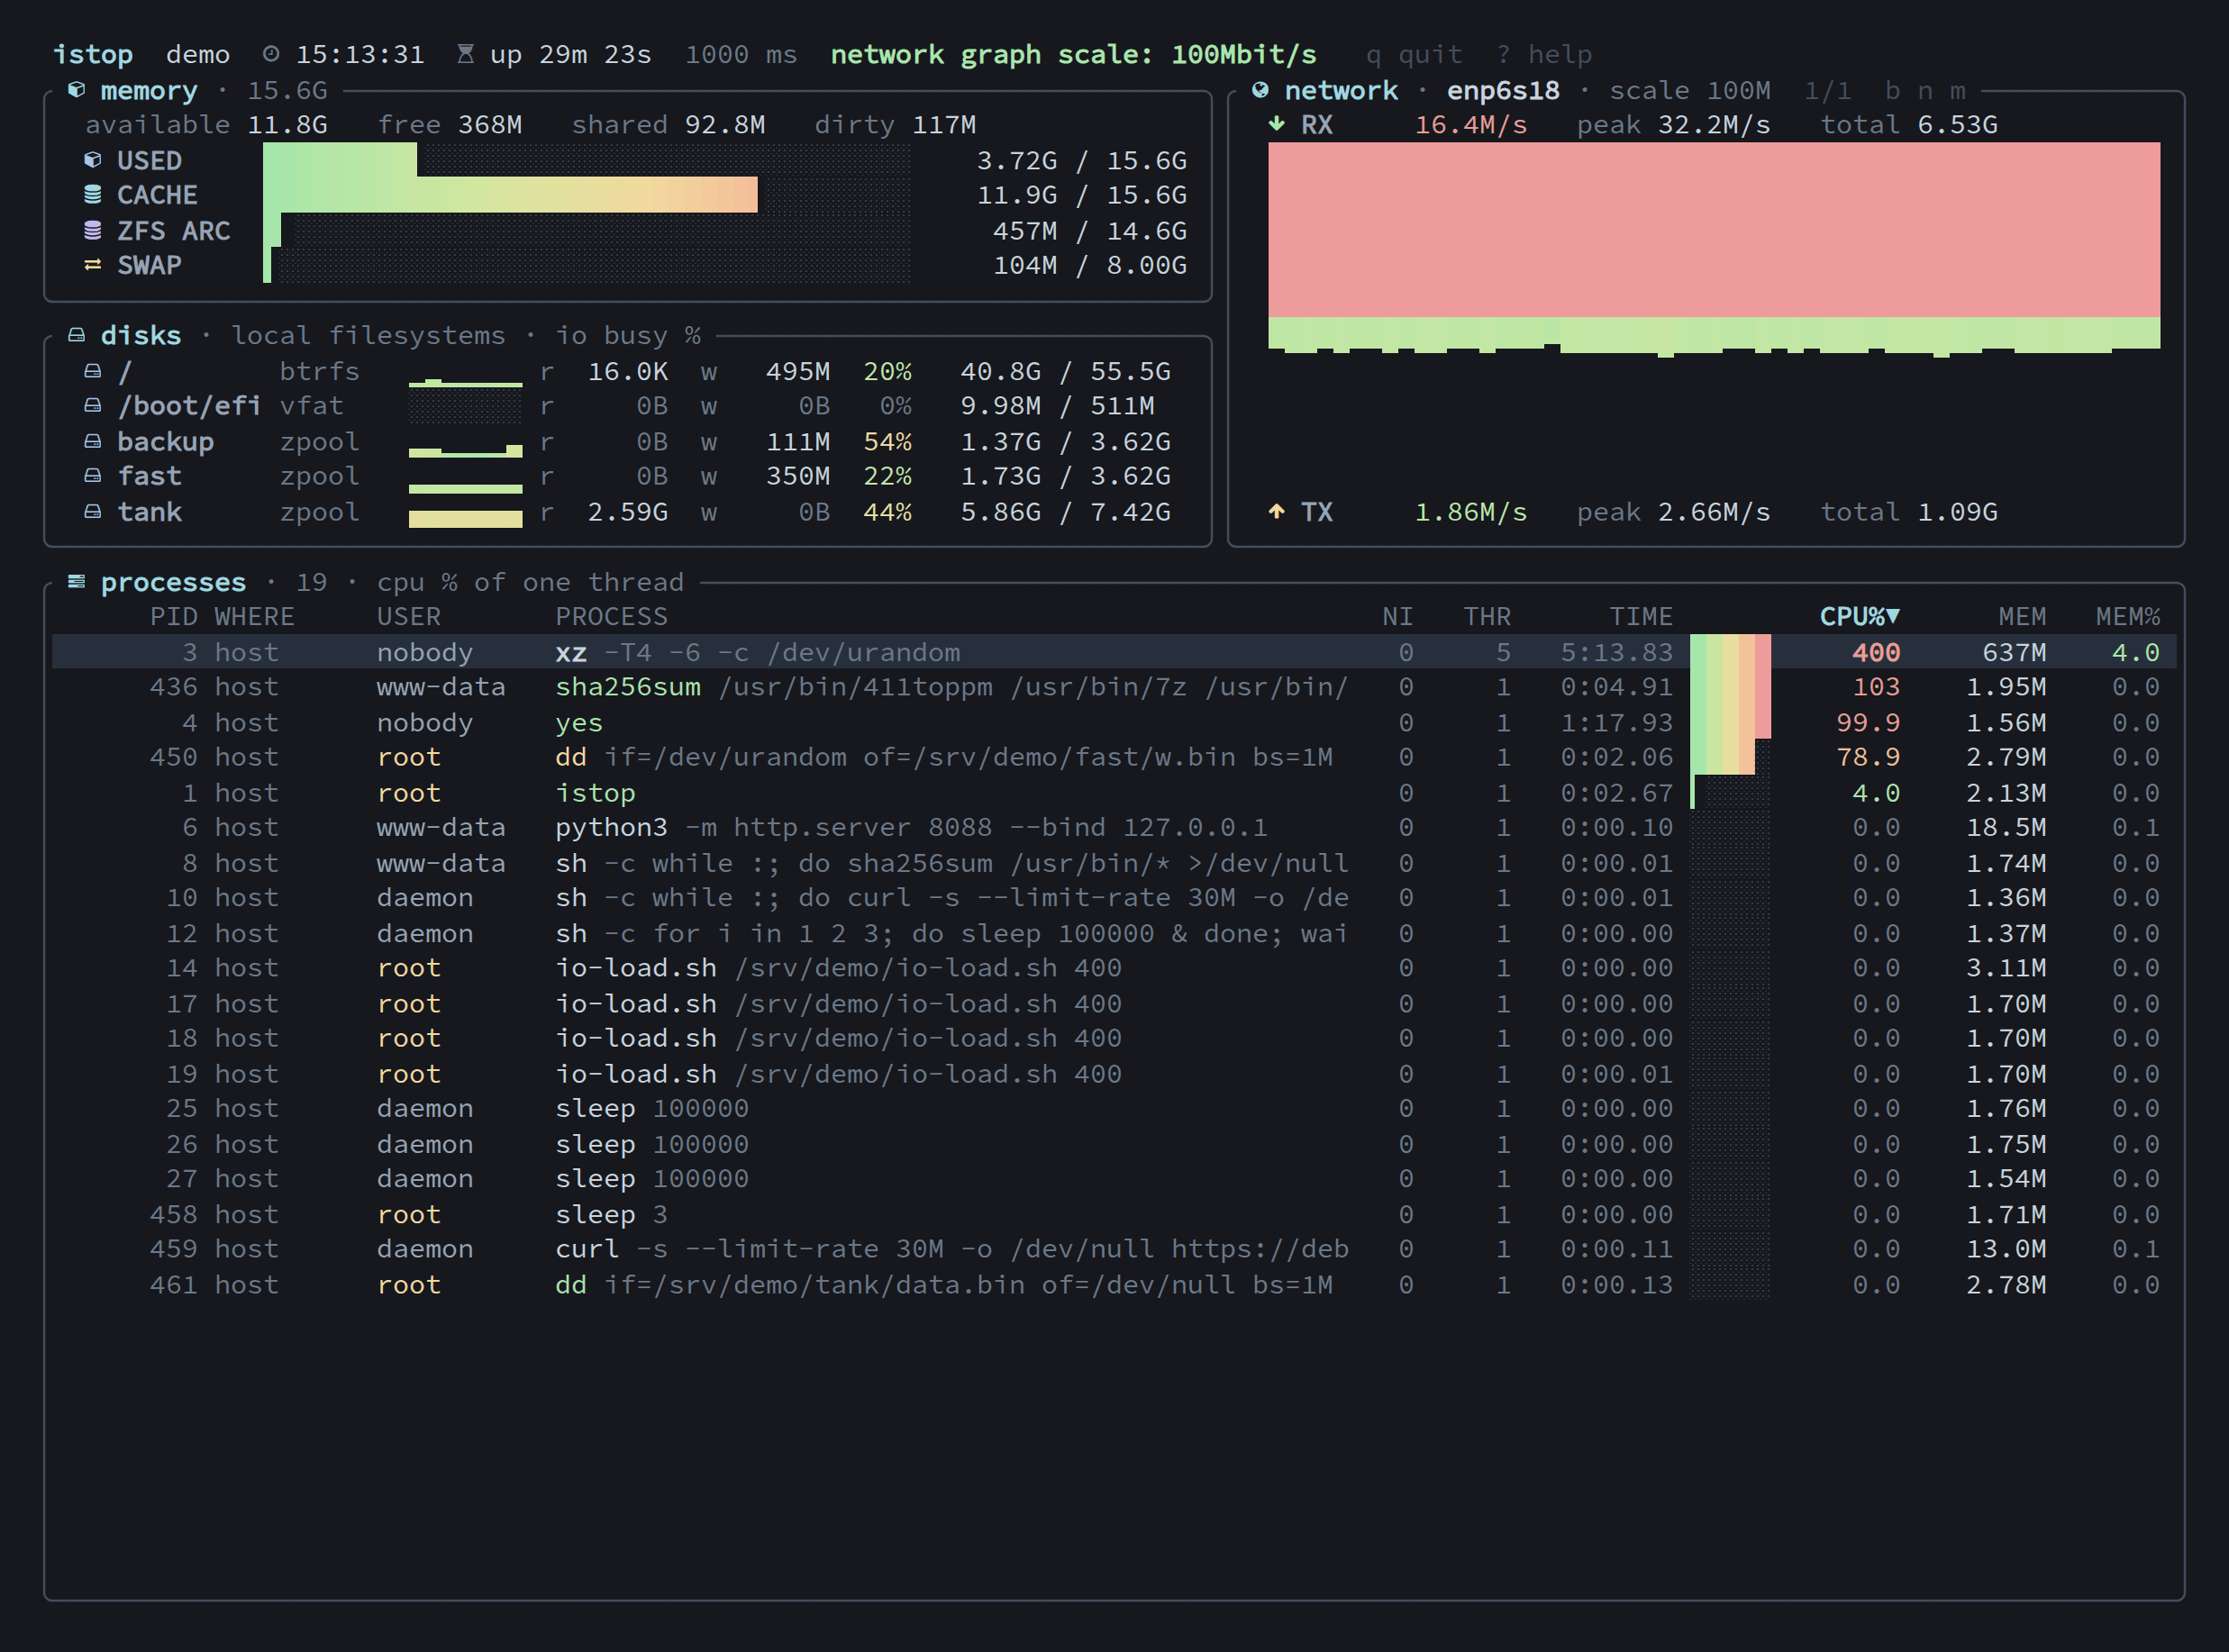 istop demo 15:13:31 up 29m 23s 1000 ms network graph scale: 100Mbit/s q quit ? help
memory · 15.6G
available 11.8G free 368M shared 92.8M dirty 117M
USED 3.72G / 15.6G
CACHE 11.9G / 15.6G
ZFS ARC 457M / 14.6G
SWAP 104M / 8.00G
disks · local filesystems · io busy %
/ btrfs r 16.0K w 495M 20% 40.8G / 55.5G
/boot/efi vfat r 0B w 0B 0% 9.98M / 511M
backup zpool r 0B w 111M 54% 1.37G / 3.62G
fast zpool r 0B w 350M 22% 1.73G / 3.62G
tank zpool r 2.59G w 0B 44% 5.86G / 7.42G
network · enp6s18 · scale 100M 1/1 b n m
RX 16.4M/s peak 32.2M/s total 6.53G
TX 1.86M/s peak 2.66M/s total 1.09G
processes · 19 · cpu % of one thread
PID WHERE USER PROCESS NI THR TIME CPU%▼ MEM MEM%
3 host nobody xz -T4 -6 -c /dev/urandom 0 5 5:13.83 400 637M 4.0
436 host www-data sha256sum /usr/bin/411toppm /usr/bin/7z /usr/bin/ 0 1 0:04.91 103 1.95M 0.0
4 host nobody yes 0 1 1:17.93 99.9 1.56M 0.0
450 host root dd if=/dev/urandom of=/srv/demo/fast/w.bin bs=1M 0 1 0:02.06 78.9 2.79M 0.0
1 host root istop 0 1 0:02.67 4.0 2.13M 0.0
6 host www-data python3 -m http.server 8088 --bind 127.0.0.1 0 1 0:00.10 0.0 18.5M 0.1
8 host www-data sh -c while :; do sha256sum /usr/bin/* >/dev/null 0 1 0:00.01 0.0 1.74M 0.0
10 host daemon sh -c while :; do curl -s --limit-rate 30M -o /de 0 1 0:00.01 0.0 1.36M 0.0
12 host daemon sh -c for i in 1 2 3; do sleep 100000 & done; wai 0 1 0:00.00 0.0 1.37M 0.0
14 host root io-load.sh /srv/demo/io-load.sh 400 0 1 0:00.00 0.0 3.11M 0.0
17 host root io-load.sh /srv/demo/io-load.sh 400 0 1 0:00.00 0.0 1.70M 0.0
18 host root io-load.sh /srv/demo/io-load.sh 400 0 1 0:00.00 0.0 1.70M 0.0
19 host root io-load.sh /srv/demo/io-load.sh 400 0 1 0:00.01 0.0 1.70M 0.0
25 host daemon sleep 100000 0 1 0:00.00 0.0 1.76M 0.0
26 host daemon sleep 100000 0 1 0:00.00 0.0 1.75M 0.0
27 host daemon sleep 100000 0 1 0:00.00 0.0 1.54M 0.0
458 host root sleep 3 0 1 0:00.00 0.0 1.71M 0.0
459 host daemon curl -s --limit-rate 30M -o /dev/null https://deb 0 1 0:00.11 0.0 13.0M 0.1
461 host root dd if=/srv/demo/tank/data.bin of=/dev/null bs=1M 0 1 0:00.13 0.0 2.78M 0.0